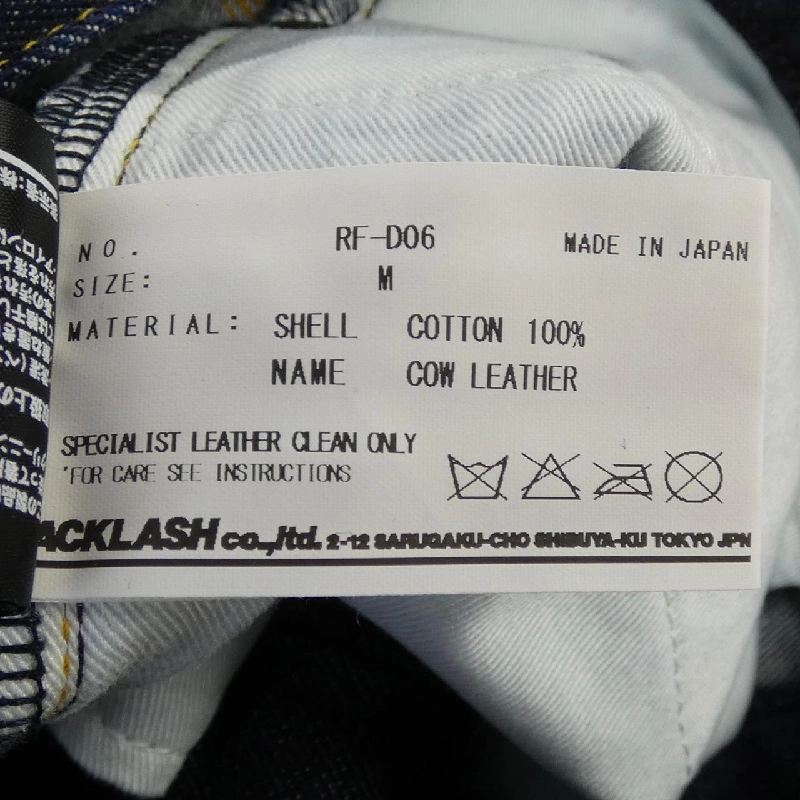 NO. RF-D06 MADE IN JAPAN
SIZE: M
MATERIAL: SHELL COTTON 100%
NAME COW LEATHER
SPECIALIST LEATHER CLEAN ONLY
*FOR CARE SEE INSTRUCTIONS
ACKLASH co.,ltd. 2-12 SARUGAKU-CHO SHIBUYA-KU TOKYO JPN